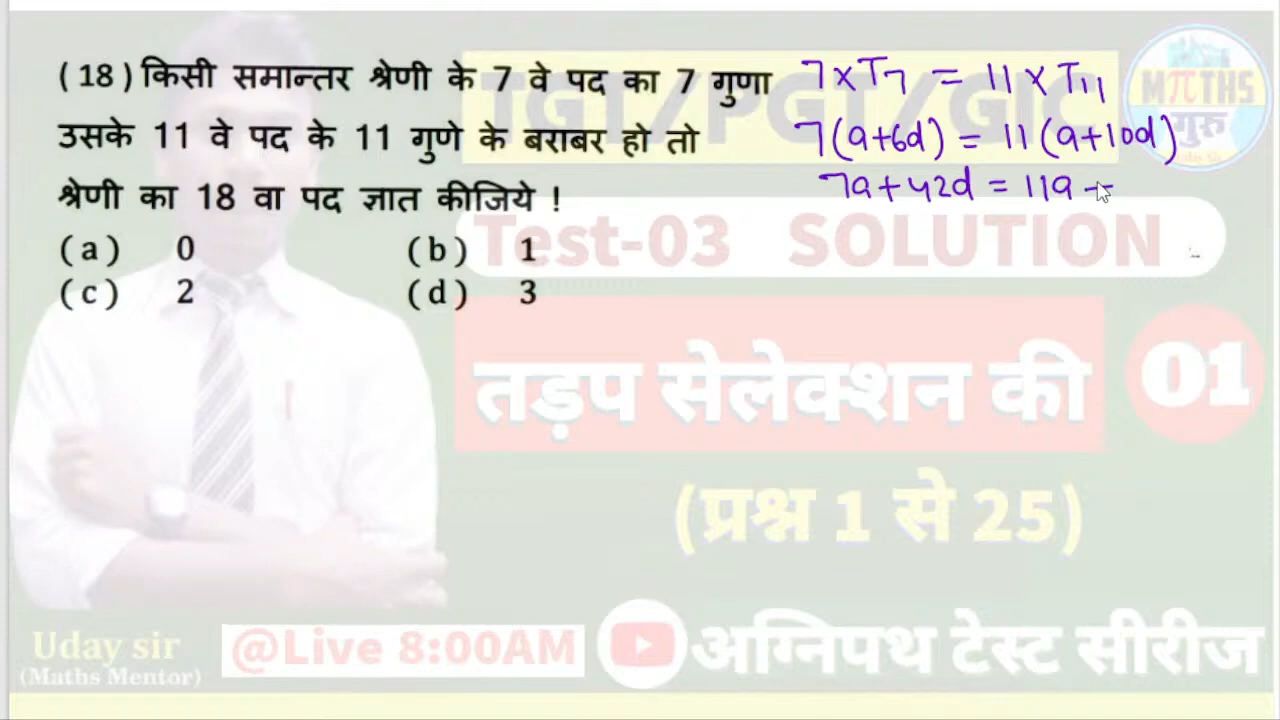 (18) किसी समान्तर श्रेणी के 7 वे पद का 7 गुणा
उसके 11 वे पद के 11 गुणे के बराबर हो तो
श्रेणी का 18 वा पद ज्ञात कीजिये !
(a) 0 (b) 1
(c) 2 (d) 3
7×T7 = 11×T11
7(a+6d) = 11(a+10d)
7a+42d = 11a -
TGT/PGT/GIC
MπTHS
गुरु
Test-03 SOLUTION
तड़प सेलेक्शन की
01
(प्रश्न 1 से 25)
Uday sir
(Maths Mentor)
@Live 8:00AM
अग्निपथ टेस्ट सीरीज